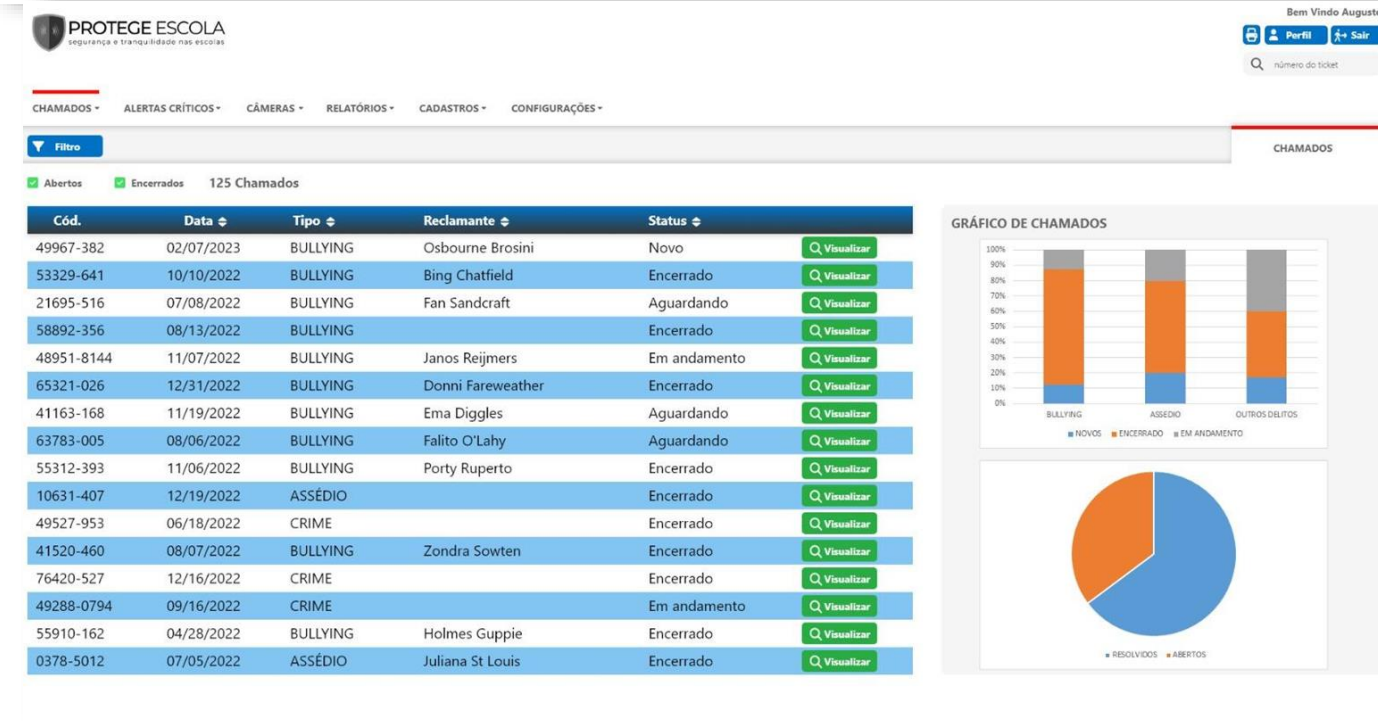 PROTEGE ESCOLA
segurança e tranquilidade nas escolas
Bem Vindo Augusto
Perfil Sair
número do ticket
CHAMADOS ALERTAS CRÍTICOS CÂMERAS RELATÓRIOS CADASTROS CONFIGURAÇÕES
Filtro
CHAMADOS
Abertos Encerrados 125 Chamados
Cód. Data Tipo Reclamante Status
49967-382 02/07/2023 BULLYING Osbourne Brosini Novo Visualizar
53329-641 10/10/2022 BULLYING Bing Chatfield Encerrado Visualizar
21695-516 07/08/2022 BULLYING Fan Sandcraft Aguardando Visualizar
58892-356 08/13/2022 BULLYING Encerrado Visualizar
48951-8144 11/07/2022 BULLYING Janos Reijmers Em andamento Visualizar
65321-026 12/31/2022 BULLYING Donni Fareweather Encerrado Visualizar
41163-168 11/19/2022 BULLYING Ema Diggles Aguardando Visualizar
63783-005 08/06/2022 BULLYING Falito O'Lahy Aguardando Visualizar
55312-393 11/06/2022 BULLYING Porty Ruperto Encerrado Visualizar
10631-407 12/19/2022 ASSÉDIO Encerrado Visualizar
49527-953 06/18/2022 CRIME Encerrado Visualizar
41520-460 08/07/2022 BULLYING Zondra Sowten Encerrado Visualizar
76420-527 12/16/2022 CRIME Encerrado Visualizar
49288-0794 09/16/2022 CRIME Em andamento Visualizar
55910-162 04/28/2022 BULLYING Holmes Guppie Encerrado Visualizar
0378-5012 07/05/2022 ASSÉDIO Juliana St Louis Encerrado Visualizar
GRÁFICO DE CHAMADOS
100%
90%
80%
70%
60%
50%
40%
30%
20%
10%
0%
BULLYING ASSEDIO OUTROS DELITOS
NOVOS ENCERRADO EM ANDAMENTO
RESOLVIDOS ABERTOS